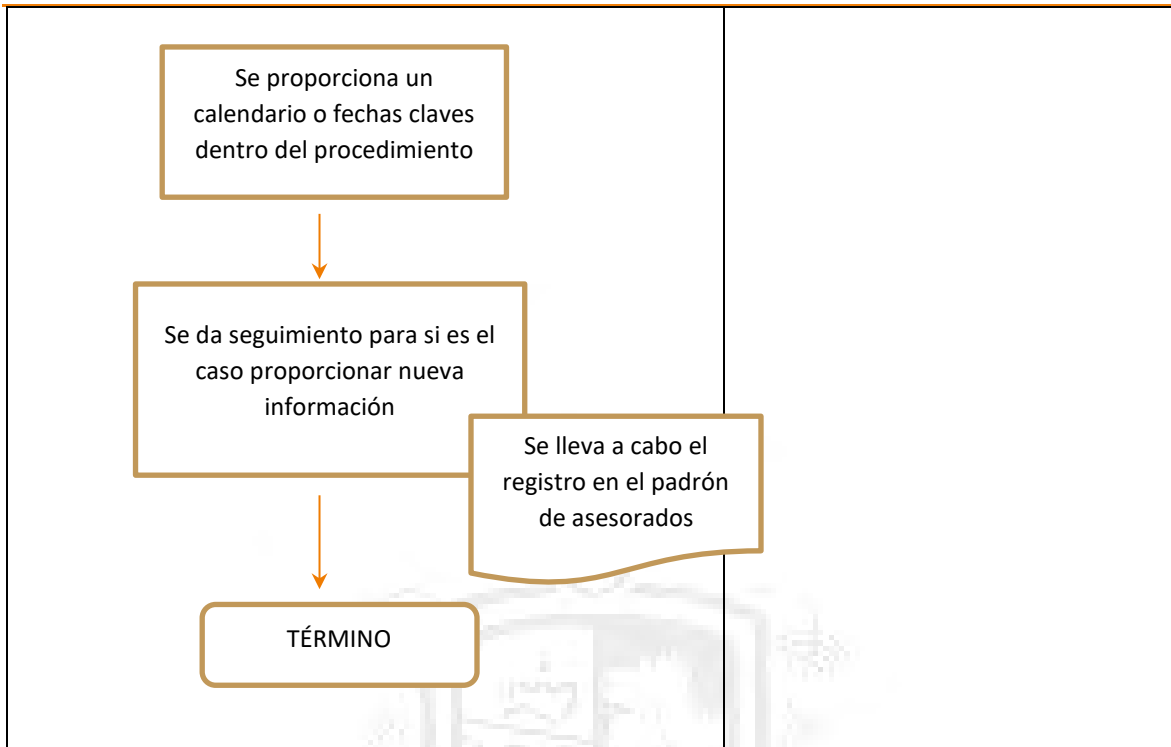 Se proporciona un
calendario o fechas claves
dentro del procedimiento
Se da seguimiento para si es el
caso proporcionar nueva
información
Se lleva a cabo el
registro en el padrón
de asesorados
TÉRMINO